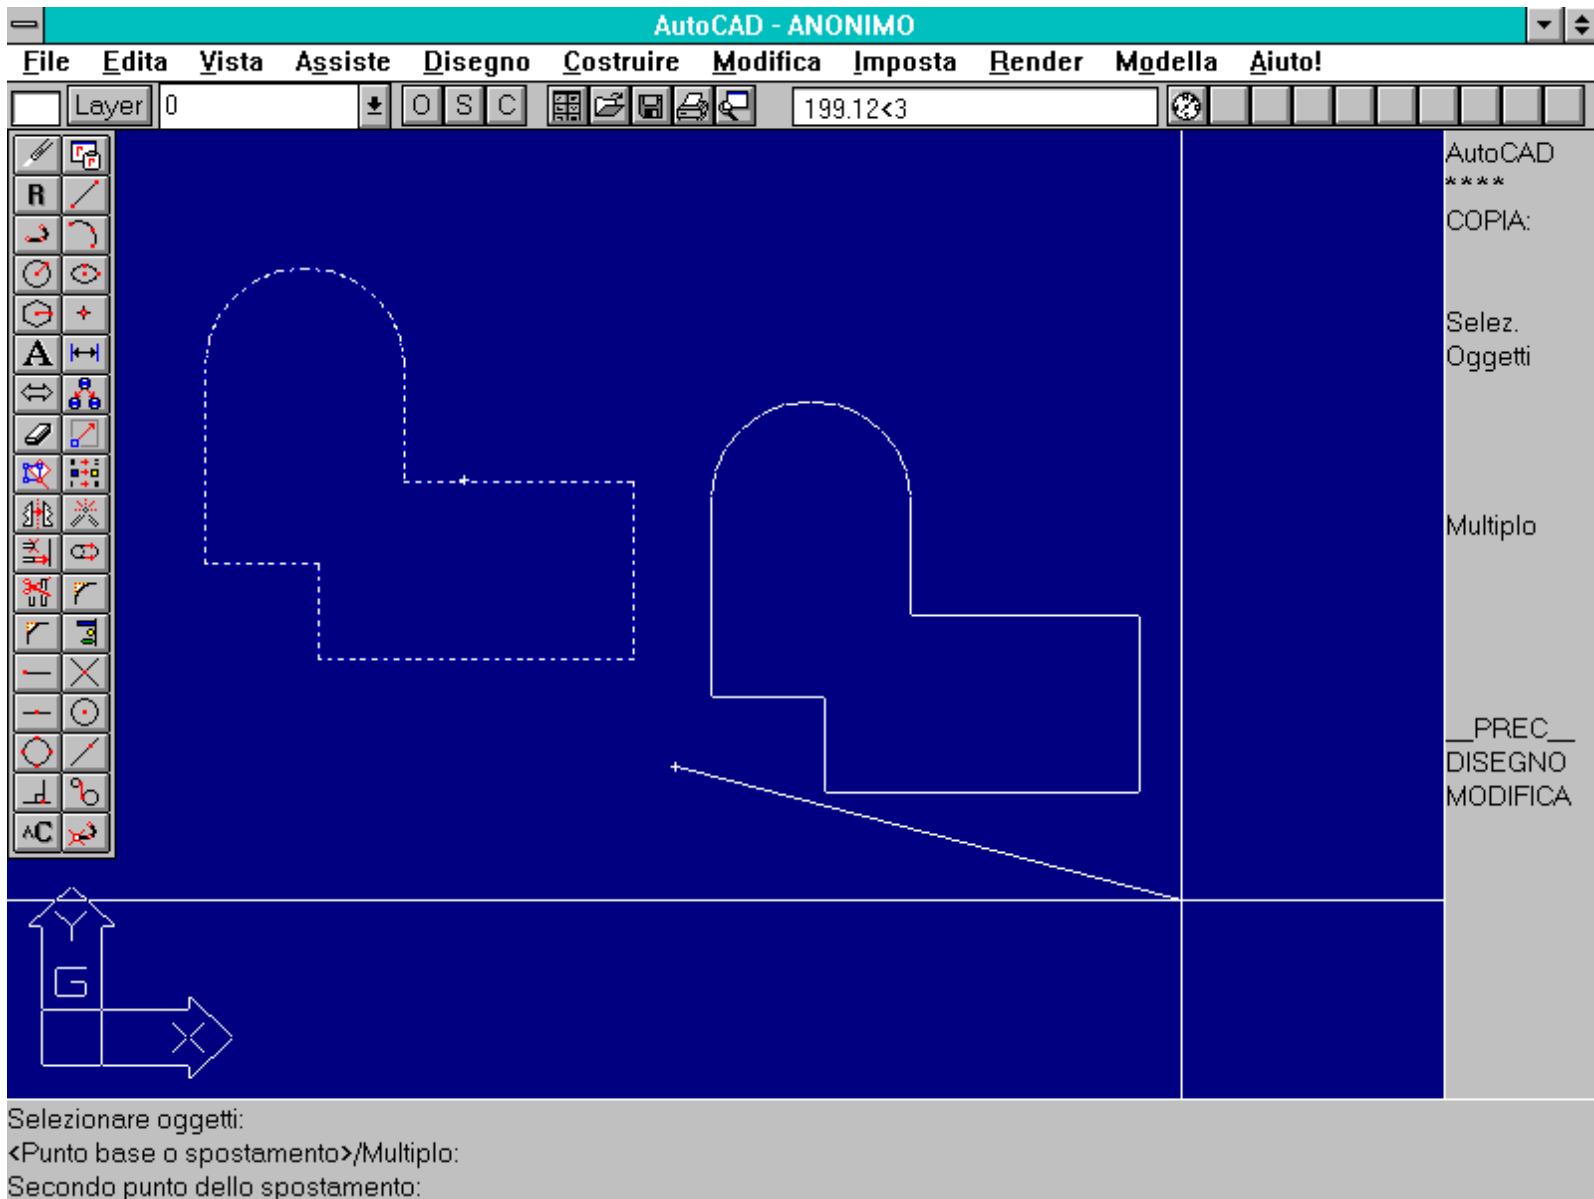 AutoCAD - ANONIMO
File Edita Vista Assiste Disegno Costruire Modifica Imposta Render Modella Aiuto!
Layer 0 O S C 199.12<3
AutoCAD
****
R
COPIA:
Selez.
A
Oggetti
Multiplo
__PREC__
DISEGNO
MODIFICA
^C
Y
G
X
Selezionare oggetti:
<Punto base o spostamento>/Multiplo:
Secondo punto dello spostamento: